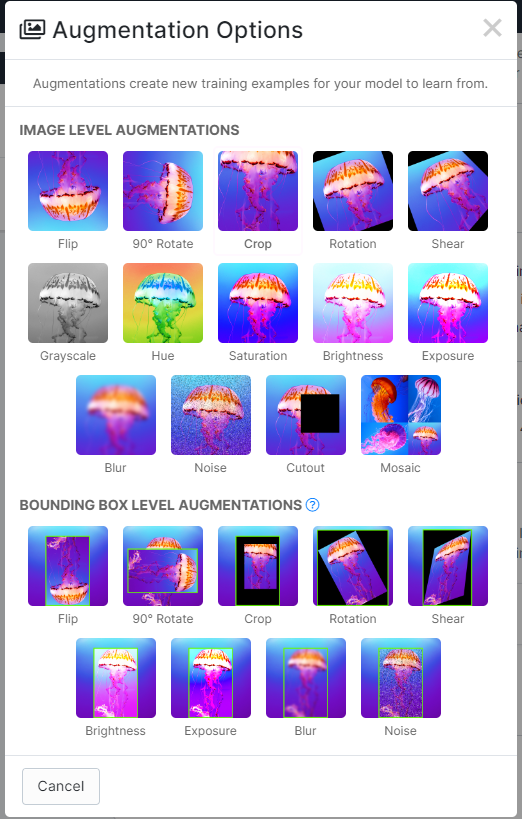 Augmentation Options
Augmentations create new training examples for your model to learn from.
IMAGE LEVEL AUGMENTATIONS
Flip 90° Rotate Crop Rotation Shear
Grayscale Hue Saturation Brightness Exposure
Blur Noise Cutout Mosaic
BOUNDING BOX LEVEL AUGMENTATIONS ?
Flip 90° Rotate Crop Rotation Shear
Brightness Exposure Blur Noise
Cancel